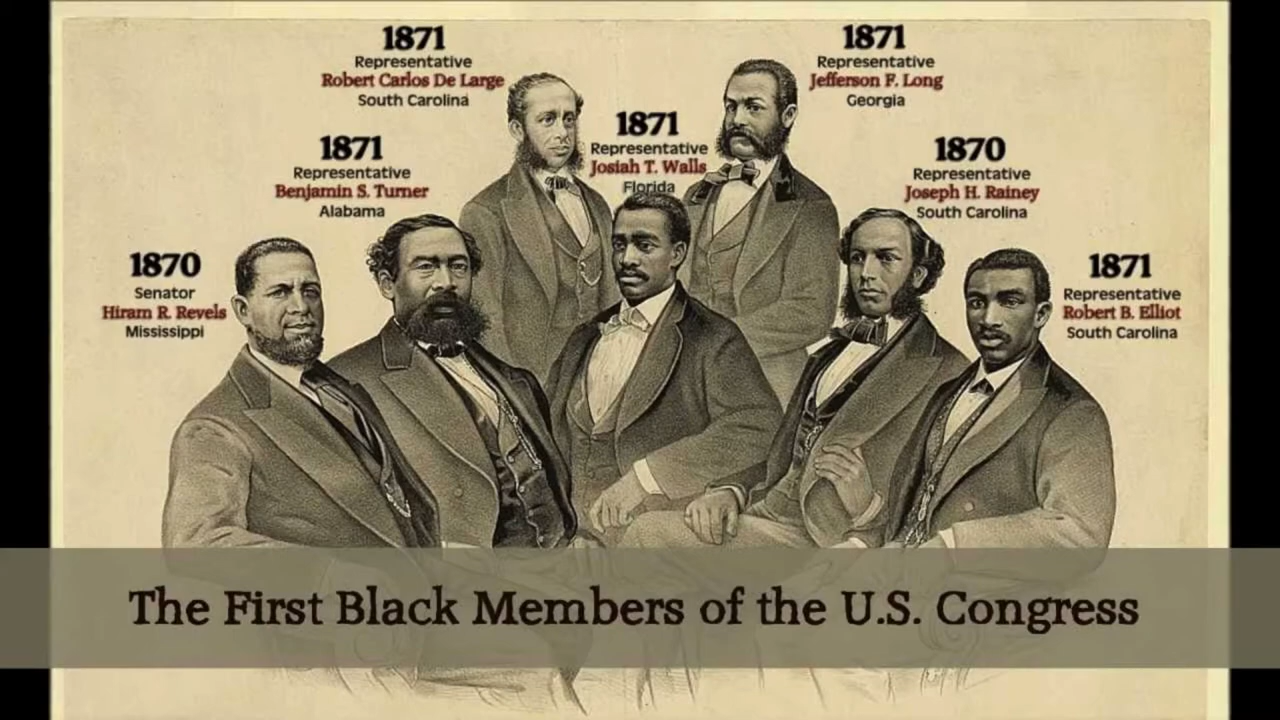 1871
Representative
Robert Carlos De Large
South Carolina
1871
Representative
Jefferson F. Long
Georgia
1871
Representative
Josiah T. Walls
Florida
1871
Representative
Benjamin S. Turner
Alabama
1870
Representative
Joseph H. Rainey
South Carolina
1870
Senator
Hiram R. Revels
Mississippi
1871
Representative
Robert B. Elliot
South Carolina
The First Black Members of the U.S. Congress